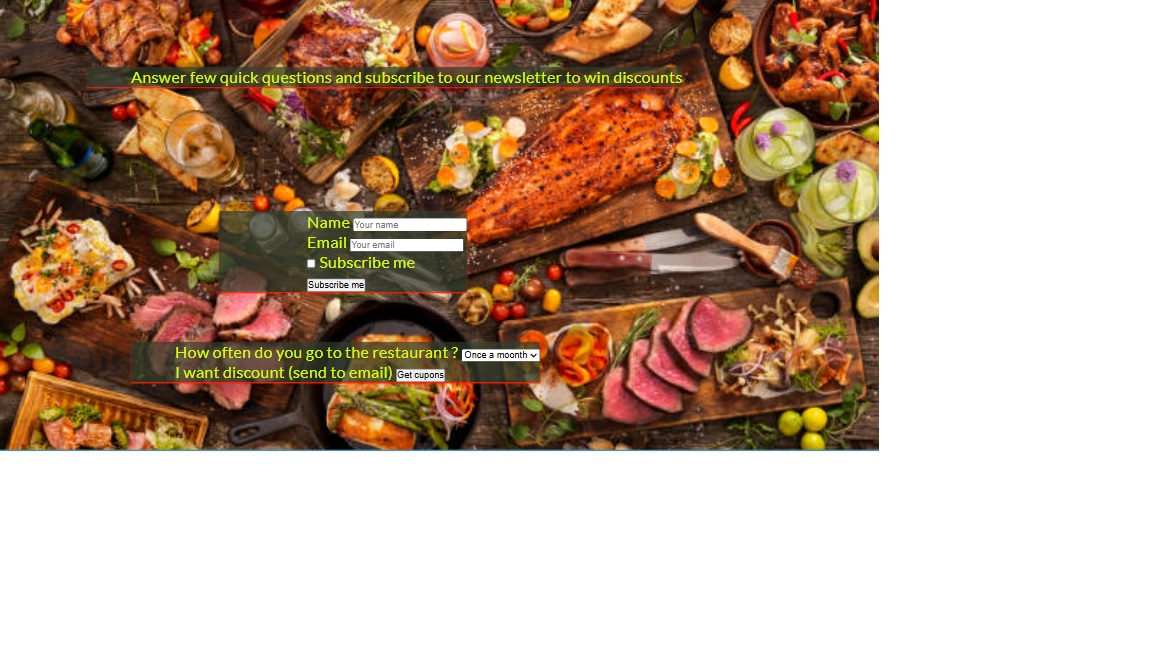 Answer few quick questions and subscribe to our newsletter to win discounts
Name Your name
Email Your email
Subscribe me
Subscribe me
How often do you go to the restaurant ? Once a moonth
I want discount (send to email) Get cupons